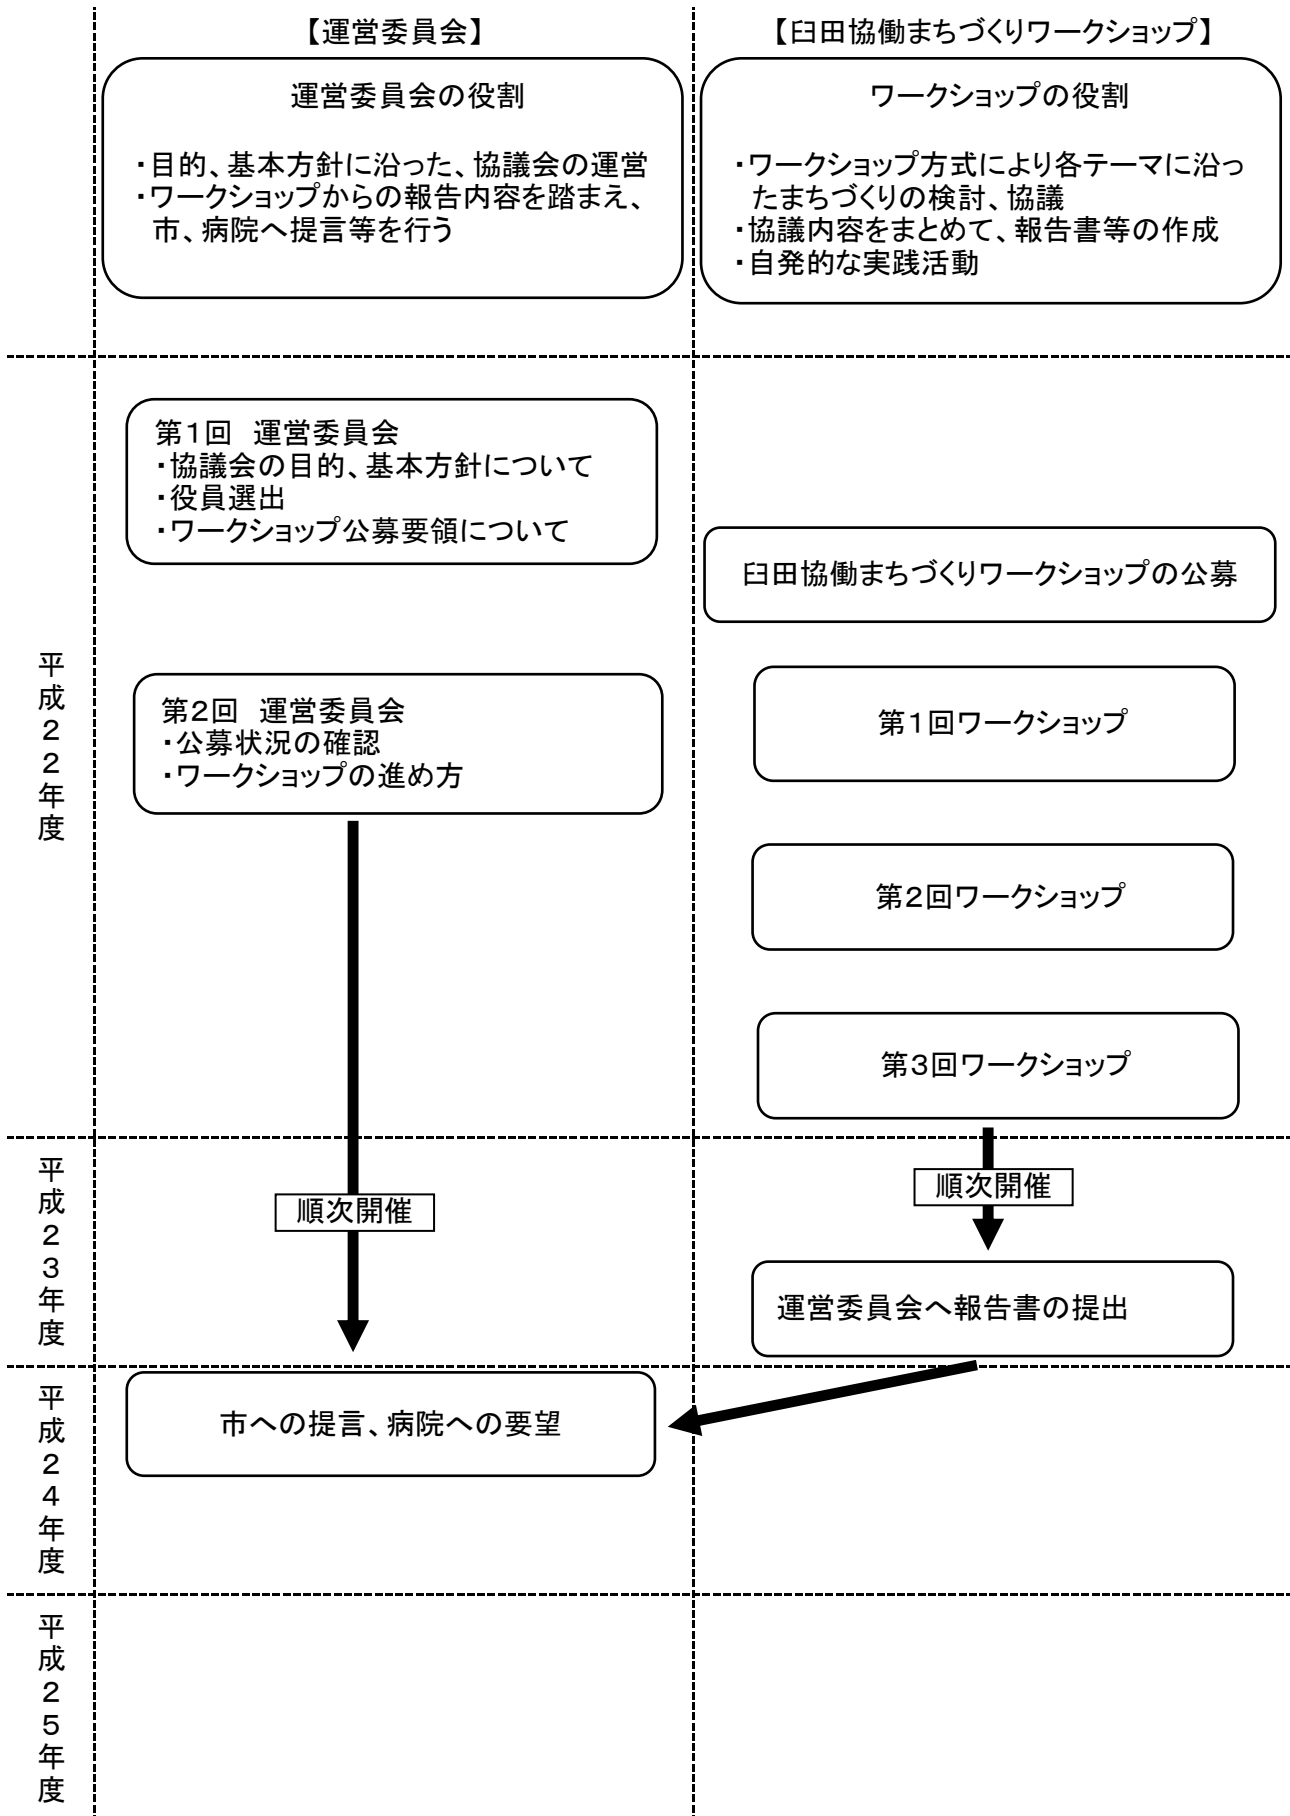 【運営委員会】
運営委員会の役割
・目的、基本方針に沿った、協議会の運営
・ワークショップからの報告内容を踏まえ、
市、病院へ提言等を行う
【臼田協働まちづくりワークショップ】
ワークショップの役割
・ワークショップ方式により各テーマに沿っ
たまちづくりの検討、協議
・協議内容をまとめて、報告書等の作成
・自発的な実践活動
平成22年度
第1回　運営委員会
・協議会の目的、基本方針について
・役員選出
・ワークショップ公募要領について
臼田協働まちづくりワークショップの公募
第2回　運営委員会
・公募状況の確認
・ワークショップの進め方
第1回ワークショップ
第2回ワークショップ
第3回ワークショップ
平成23年度
順次開催
順次開催
運営委員会へ報告書の提出
平成24年度
市への提言、病院への要望
平成25年度